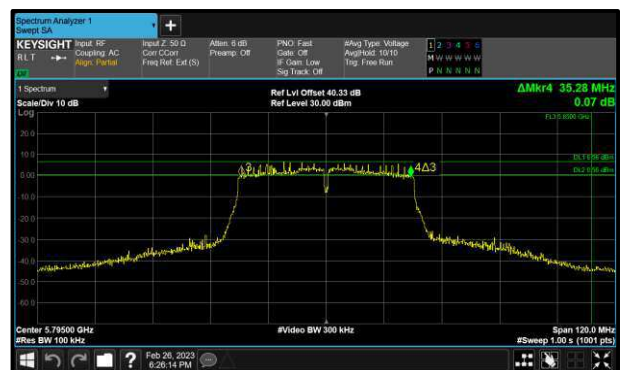 Spectrum Analyzer 1
Swept SA
+
KEYSIGHT Input: RF Input Z: 50 Ω Atten: 6 dB PNO: Fast #Avg Type: Voltage 1 2 3 4 5 6
RLT Coupling: AC Corr CCorr Preamp: Off Gate: Off Avg|Hold: 10/10 M W W W W W
Align: Partial Freq Ref: Ext (S) IF Gain: Low Trig: Free Run
Sig Track: Off P N N N N N
1 Spectrum Ref Lvl Offset 40.33 dB ΔMkr4 35.28 MHz
Scale/Div 10 dB Ref Level 30.00 dBm 0.07 dB
Log
20.0
10.0
0.00
-10.0
-20.0
-30.0
-40.0
-50.0
-60.0
3
4Δ3
Center 5.79500 GHz #Video BW 300 kHz Span 120.0 MHz
#Res BW 100 kHz #Sweep 1.00 s (1001 pts)
? Feb 26, 2023
6:26:14 PM